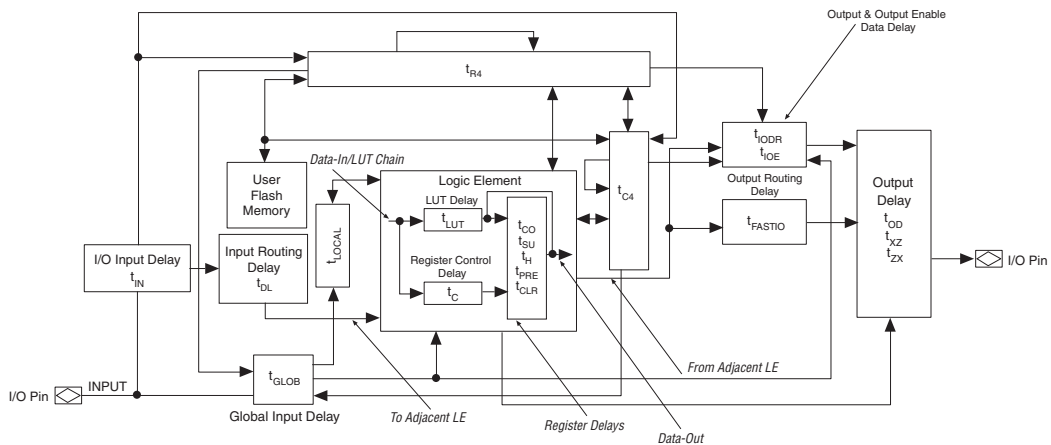 Output & Output Enable
Data Delay
tR4
tIODR
tIOE
Data-In/LUT Chain
User
Flash
Memory
Logic Element
LUT Delay
tLUT
tCO
tSU
tH
tPRE
tCLR
Register Control
Delay
tC
tC4
tLOCAL
Output Routing
Delay
tFASTIO
Output
Delay
tOD
tXZ
tZX
I/O Pin
I/O Input Delay
tIN
Input Routing
Delay
tDL
From Adjacent LE
I/O Pin
INPUT
tGLOB
Global Input Delay
To Adjacent LE
Register Delays
Data-Out